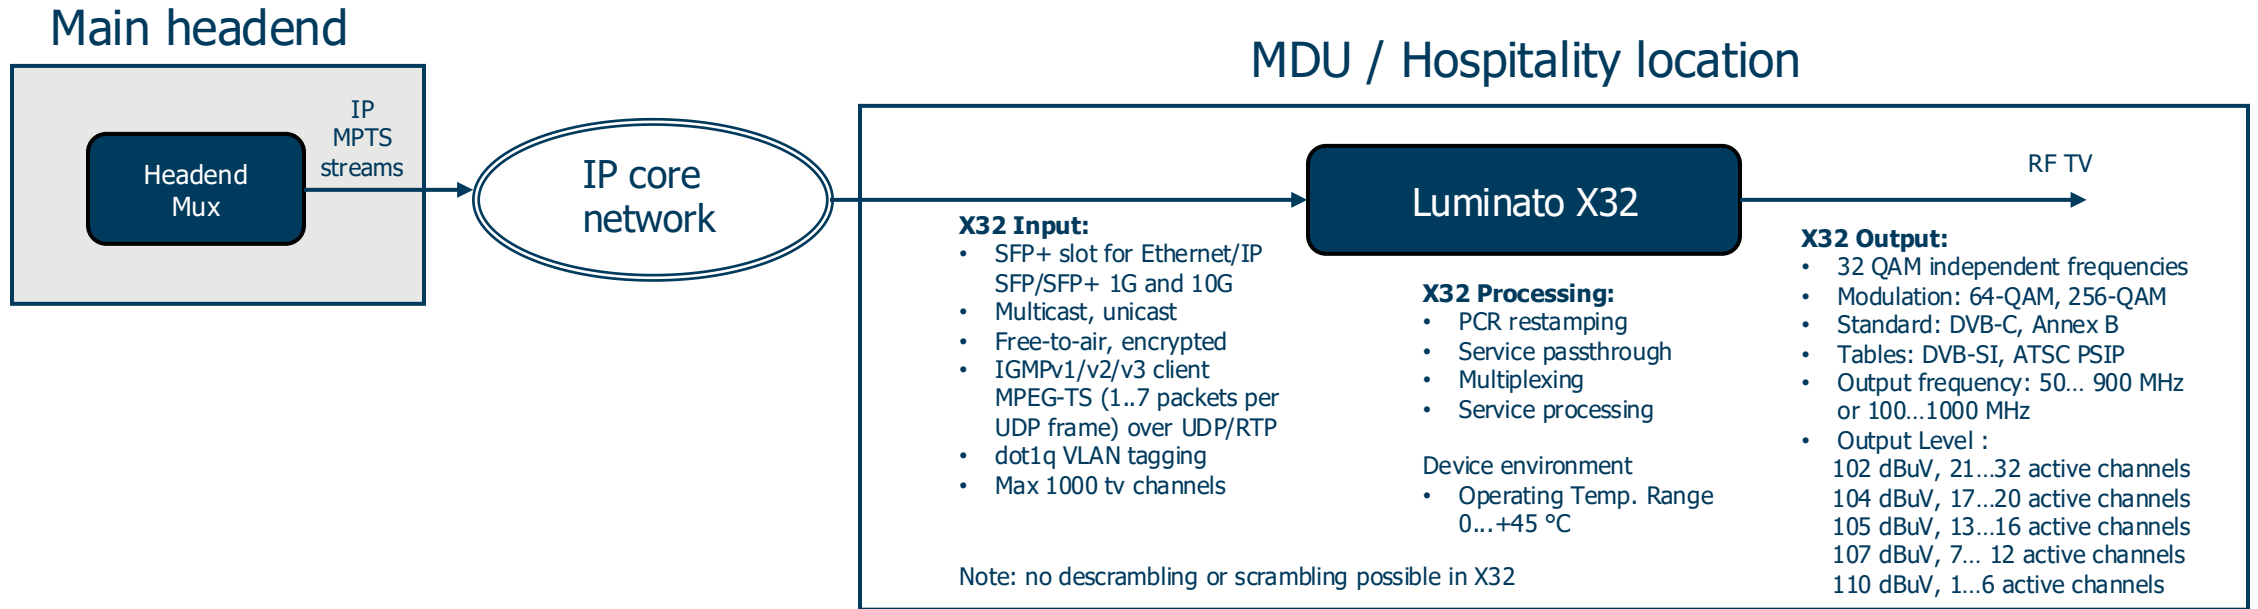 Main headend
IP
MPTS
streams
Headend
Mux
IP core
network
MDU / Hospitality location
Luminato X32
RF TV
X32 Input:
• SFP+ slot for Ethernet/IP
SFP/SFP+ 1G and 10G
• Multicast, unicast
• Free-to-air, encrypted
• IGMPv1/v2/v3 client
MPEG-TS (1..7 packets per
UDP frame) over UDP/RTP
• dot1q VLAN tagging
• Max 1000 tv channels
X32 Processing:
• PCR restamping
• Service passthrough
• Multiplexing
• Service processing
Device environment
• Operating Temp. Range
0...+45 °C
Note: no descrambling or scrambling possible in X32
X32 Output:
• 32 QAM independent frequencies
• Modulation: 64-QAM, 256-QAM
• Standard: DVB-C, Annex B
• Tables: DVB-SI, ATSC PSIP
• Output frequency: 50… 900 MHz
or 100…1000 MHz
• Output Level :
102 dBuV, 21…32 active channels
104 dBuV, 17…20 active channels
105 dBuV, 13…16 active channels
107 dBuV, 7… 12 active channels
110 dBuV, 1…6 active channels